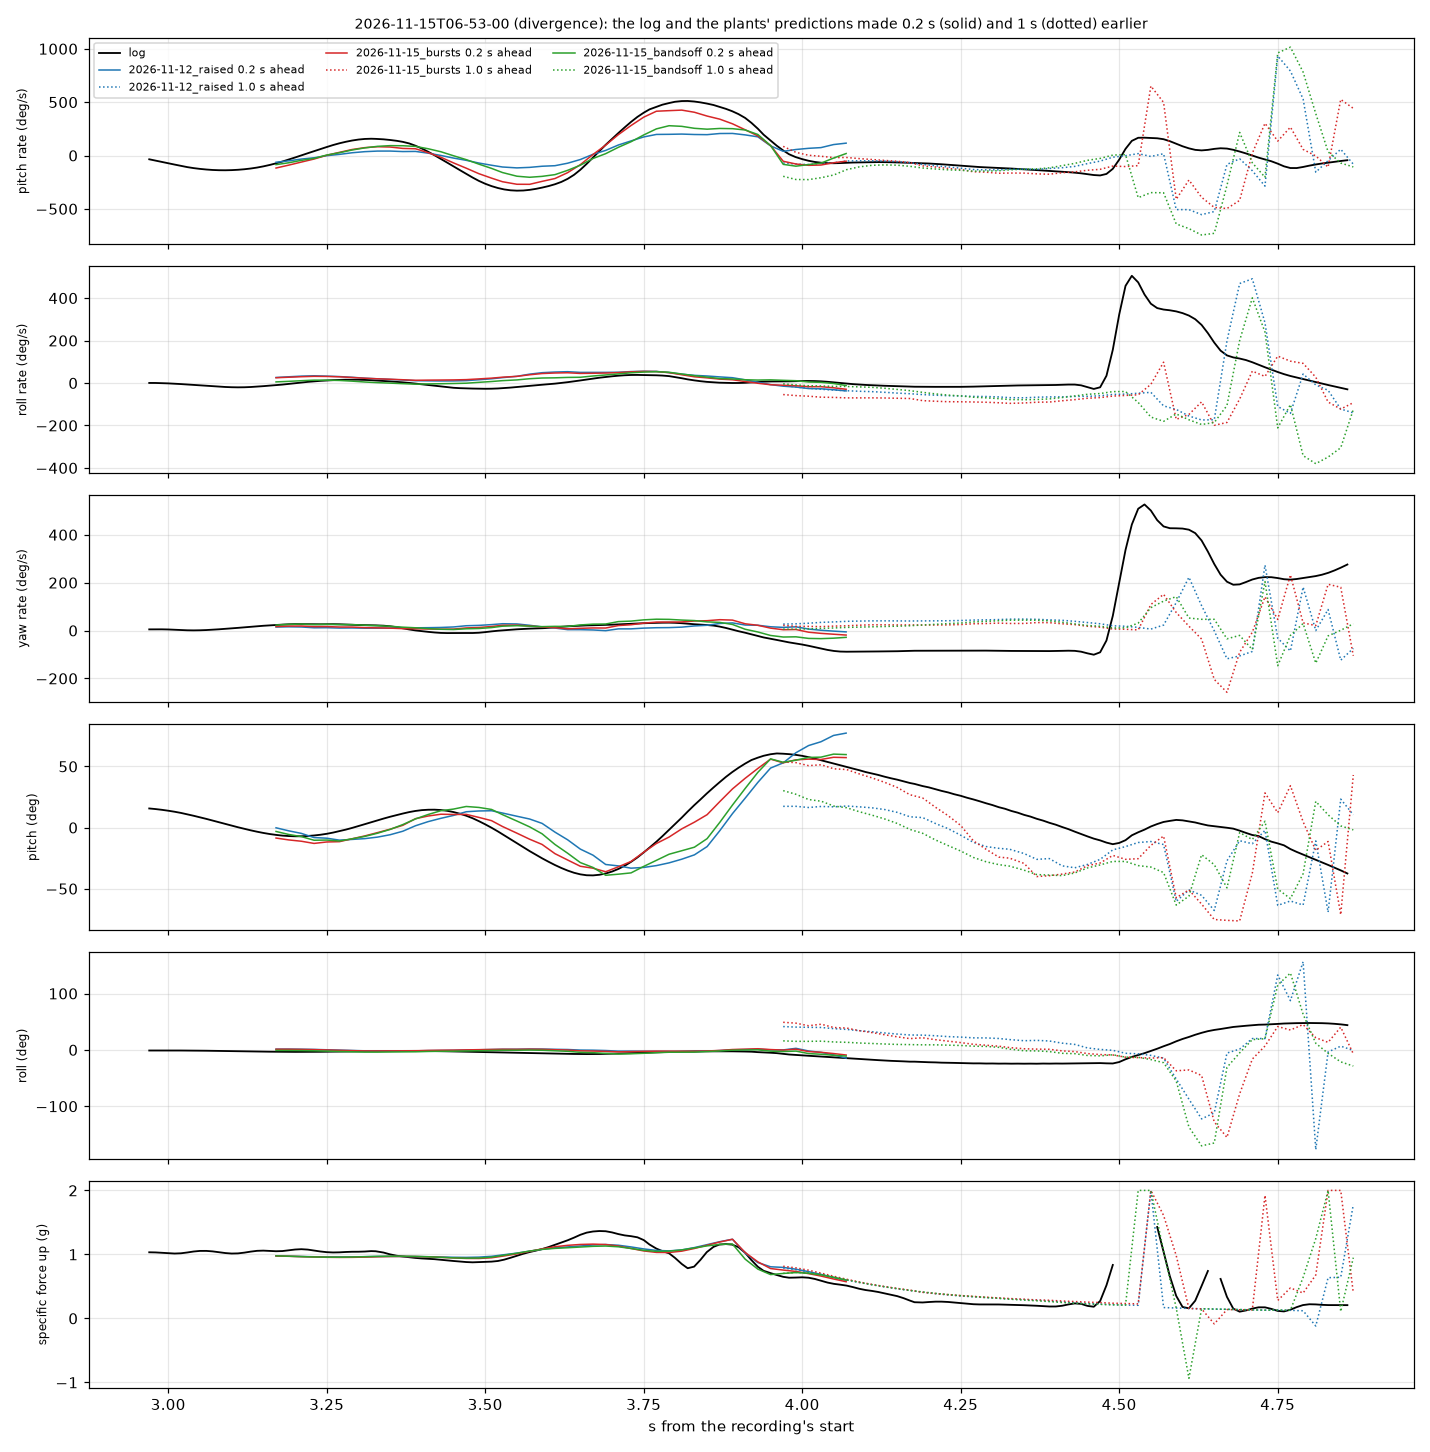 2026-11-15T06-53-00 (divergence): the log and the plants' predictions made 0.2 s (solid) and 1 s (dotted) earlier
log
2026-11-12_raised 0.2 s ahead
2026-11-12_raised 1.0 s ahead
2026-11-15_bursts 0.2 s ahead
2026-11-15_bursts 1.0 s ahead
2026-11-15_bandsoff 0.2 s ahead
2026-11-15_bandsoff 1.0 s ahead
pitch rate (deg/s)
1000
500
0
−500
roll rate (deg/s)
400
200
0
−200
−400
yaw rate (deg/s)
400
200
0
−200
pitch (deg)
50
0
−50
roll (deg)
100
0
−100
specific force up (g)
2
1
0
−1
3.00 3.25 3.50 3.75 4.00 4.25 4.50 4.75
s from the recording's start